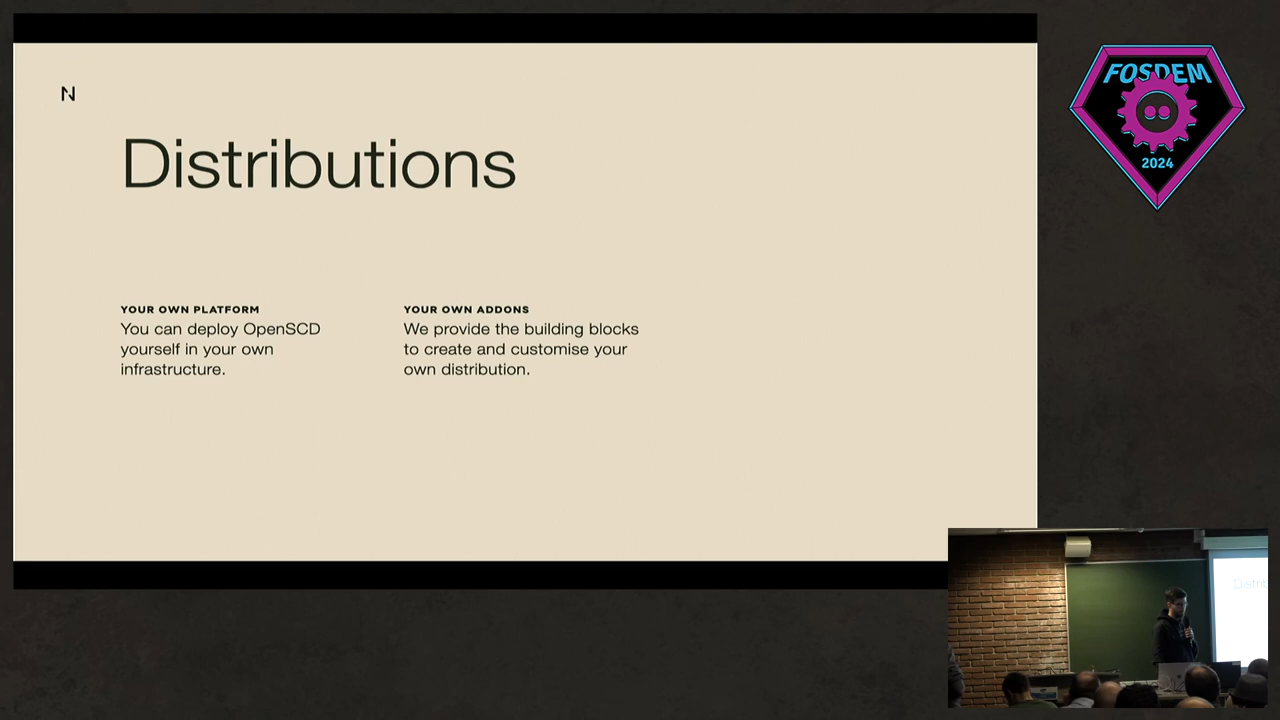 N
Distributions
YOUR OWN PLATFORM
You can deploy OpenSCD
yourself in your own
infrastructure.
YOUR OWN ADDONS
We provide the building blocks
to create and customise your
own distribution.
FOSDEM
2024